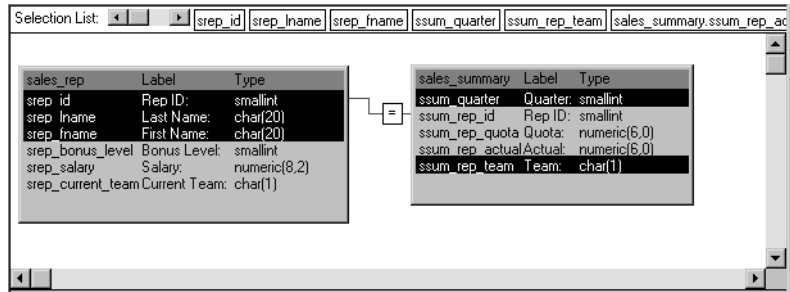 Selection List: srep_id srep_lname srep_fname ssum_quarter ssum_rep_team sales_summary.ssum_rep_ac
sales_rep Label Type
srep_id Rep ID: smallint
srep_lname Last Name: char(20)
srep_fname First Name: char(20)
srep_bonus_level Bonus Level: smallint
srep_salary Salary: numeric(8,2)
srep_current_team Current Team: char(1)
=
sales_summary Label Type
ssum_quarter Quarter: smallint
ssum_rep_id Rep ID: smallint
ssum_rep_quota Quota: numeric(6,0)
ssum_rep_actual Actual: numeric(6,0)
ssum_rep_team Team: char(1)